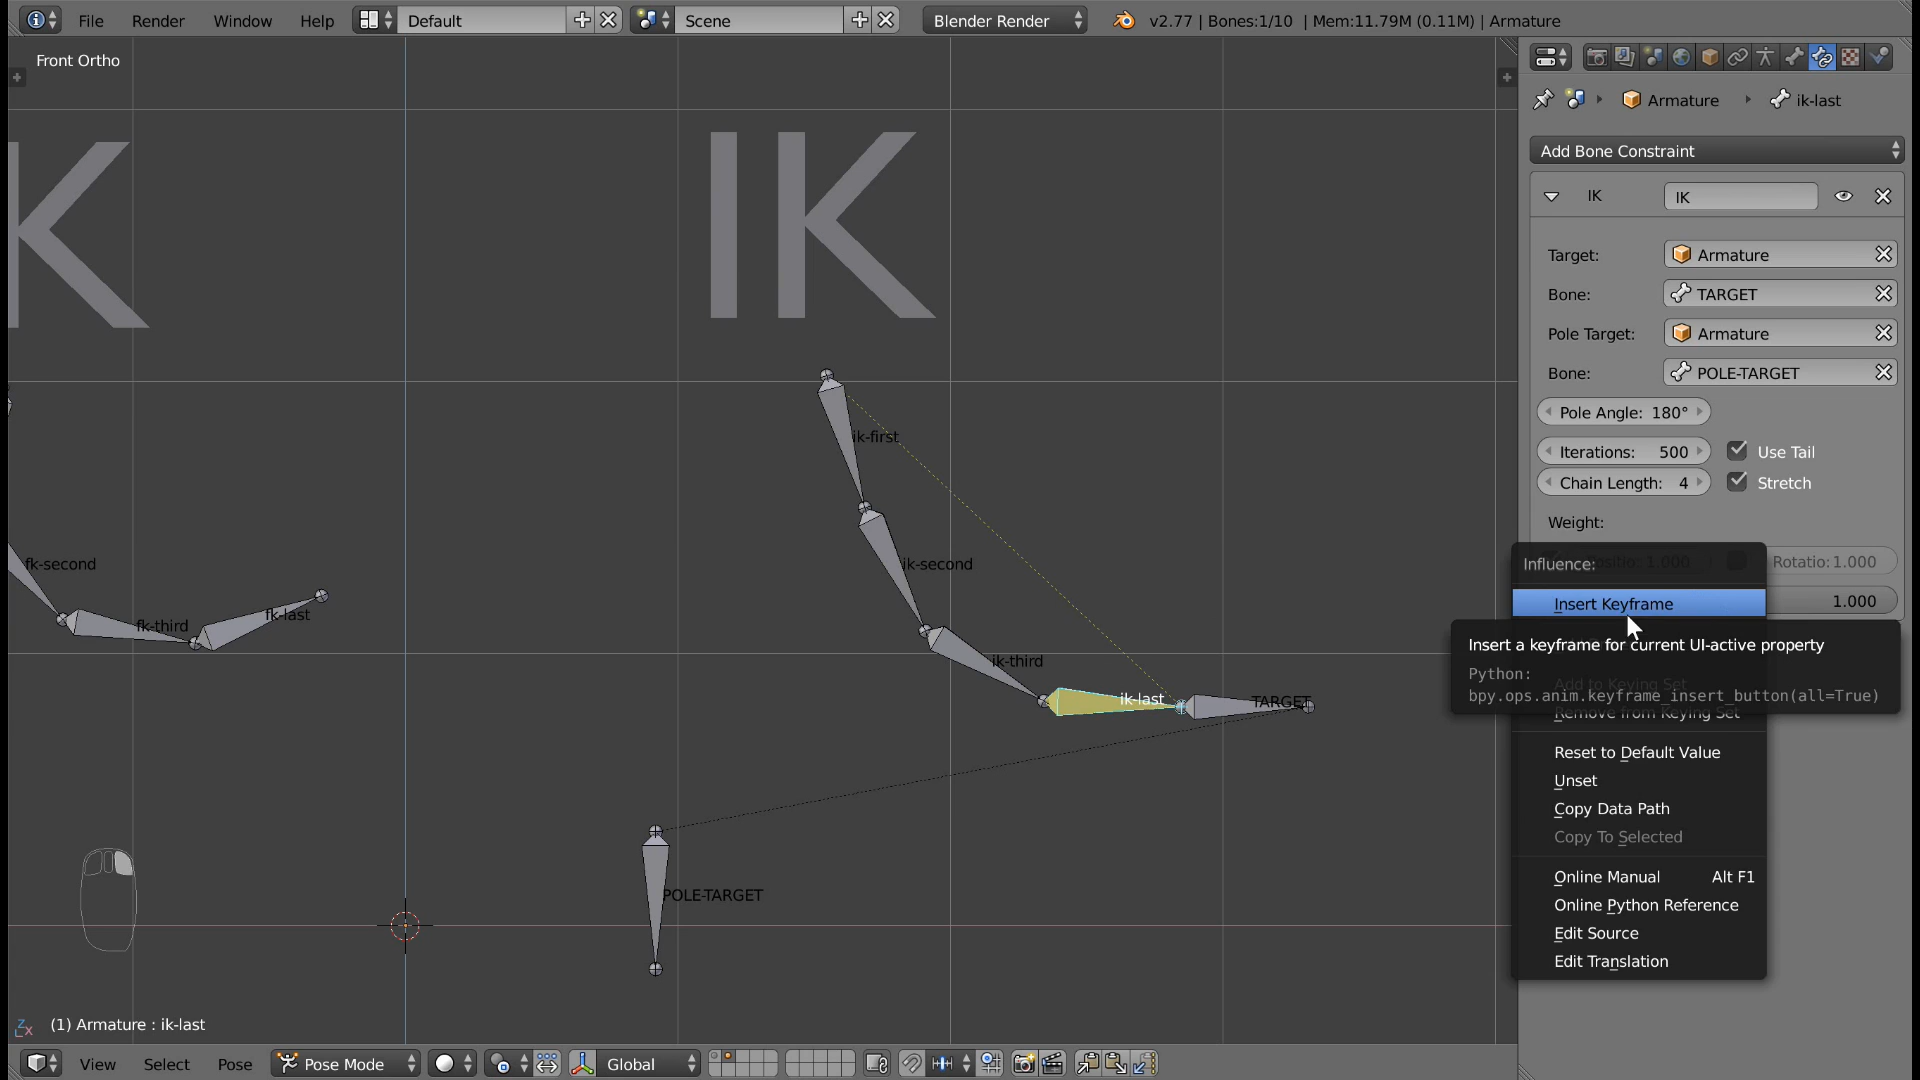 File Render Window Help Default Scene Blender Render v2.77 | Bones:1/10 | Mem:11.79M (0.11M) | Armature
Front Ortho
Armature ik-last
K
IK
Add Bone Constraint
IK IK
Target: Armature
Bone: TARGET
Pole Target: Armature
Bone: POLE-TARGET
Pole Angle: 180°
Iterations: 500 Use Tail
Chain Length: 4 Stretch
Weight:
Rotatio: 1.000
1.000
Influence:
Insert Keyframe
Insert a keyframe for current UI-active property
Python:
bpy.ops.anim.keyframe_insert_button(all=True)
Add to Keying Set
Remove from Keying Set
Reset to Default Value
Unset
Copy Data Path
Copy To Selected
Online Manual Alt F1
Online Python Reference
Edit Source
Edit Translation
ik-first
fk-second
ik-second
fk-third
fk-last
ik-third
ik-last
TARGET
POLE-TARGET
(1) Armature : ik-last
View Select Pose Pose Mode Global